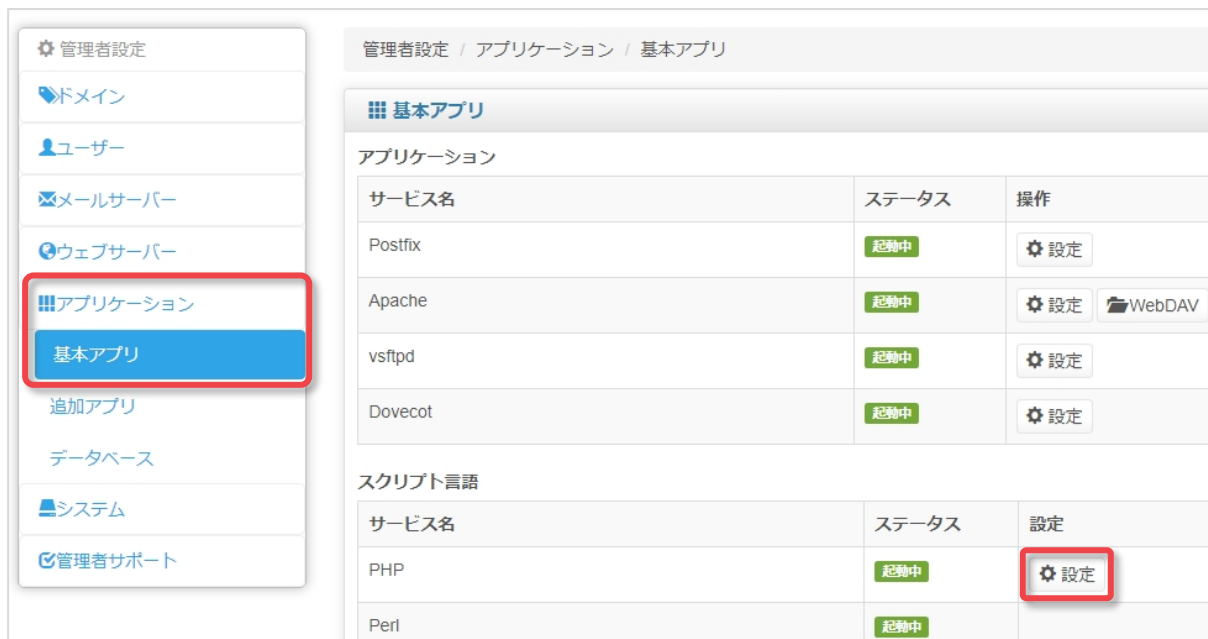 管理者設定
ドメイン
ユーザー
メールサーバー
ウェブサーバー
アプリケーション
基本アプリ
追加アプリ
データベース
システム
管理者サポート
管理者設定 / アプリケーション / 基本アプリ
基本アプリ
アプリケーション
サービス名 ステータス 操作
Postfix 起動中 設定
Apache 起動中 設定 WebDAV
vsftpd 起動中 設定
Dovecot 起動中 設定
スクリプト言語
サービス名 ステータス 設定
PHP 起動中 設定
Perl 起動中